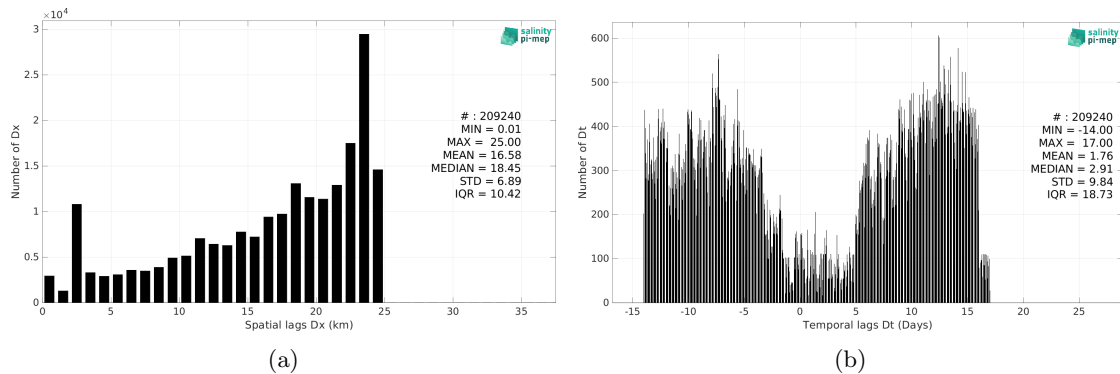 ×10⁴
3
2.5
2
1.5
1
0.5
0
0 5 10 15 20 25 30 35
Spatial lags Dx (km)
Number of Dx
salinity
pi-mep
# : 209240
MIN = 0.01
MAX = 25.00
MEAN = 16.58
MEDIAN = 18.45
STD = 6.89
IQR = 10.42
(a)
600
500
400
300
200
100
0
-15 -10 -5 0 5 10 15 20 25
Temporal lags Dt (Days)
Number of Dt
salinity
pi-mep
# : 209240
MIN = -14.00
MAX = 17.00
MEAN = 1.76
MEDIAN = 2.91
STD = 9.84
IQR = 18.73
(b)